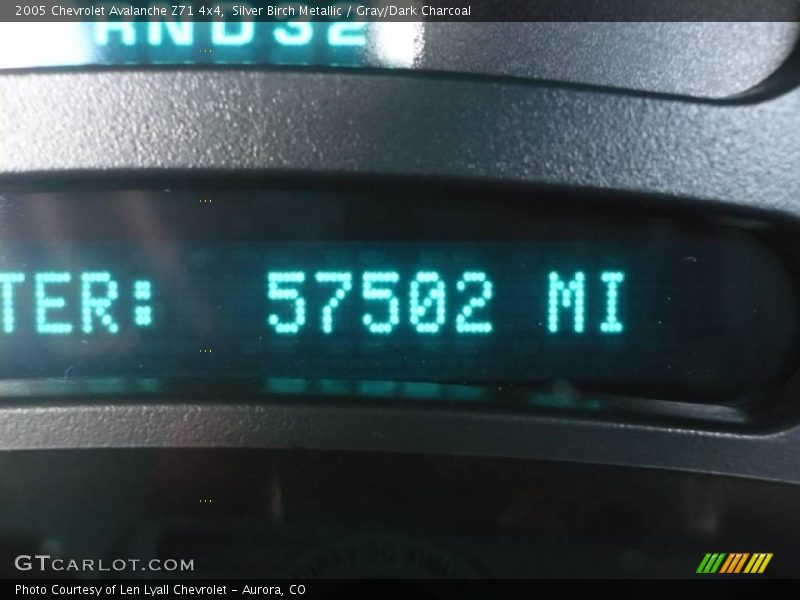 2005 Chevrolet Avalanche Z71 4x4, Silver Birch Metallic / Gray/Dark Charcoal
TER: 57502 MI
GTCARLOT.COM
Photo Courtesy of Len Lyall Chevrolet - Aurora, CO